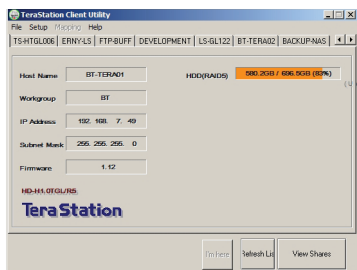 TeraStation Client Utility
File Setup Mapping Help
TS-HTGL006 ERNY-LS FTP-BUFF DEVELOPMENT LS-GL122 BT-TERA02 BACKUP-NAS
Host Name BT-TERA01 HDD(RAID5) 580.2GB / 696.5GB (83%)
Workgroup BT
IP Address 192. 168. 7. 49
Subnet Mask 255. 255. 255. 0
Firmware 1.12
HD-H1.0TGL/R5
TeraStation
I'm here Refresh Lis View Shares